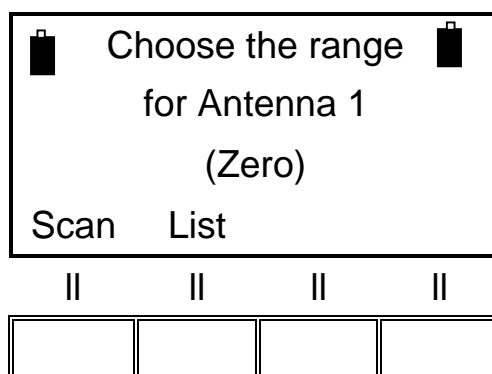 Choose the range
for Antenna 1
(Zero)
Scan List